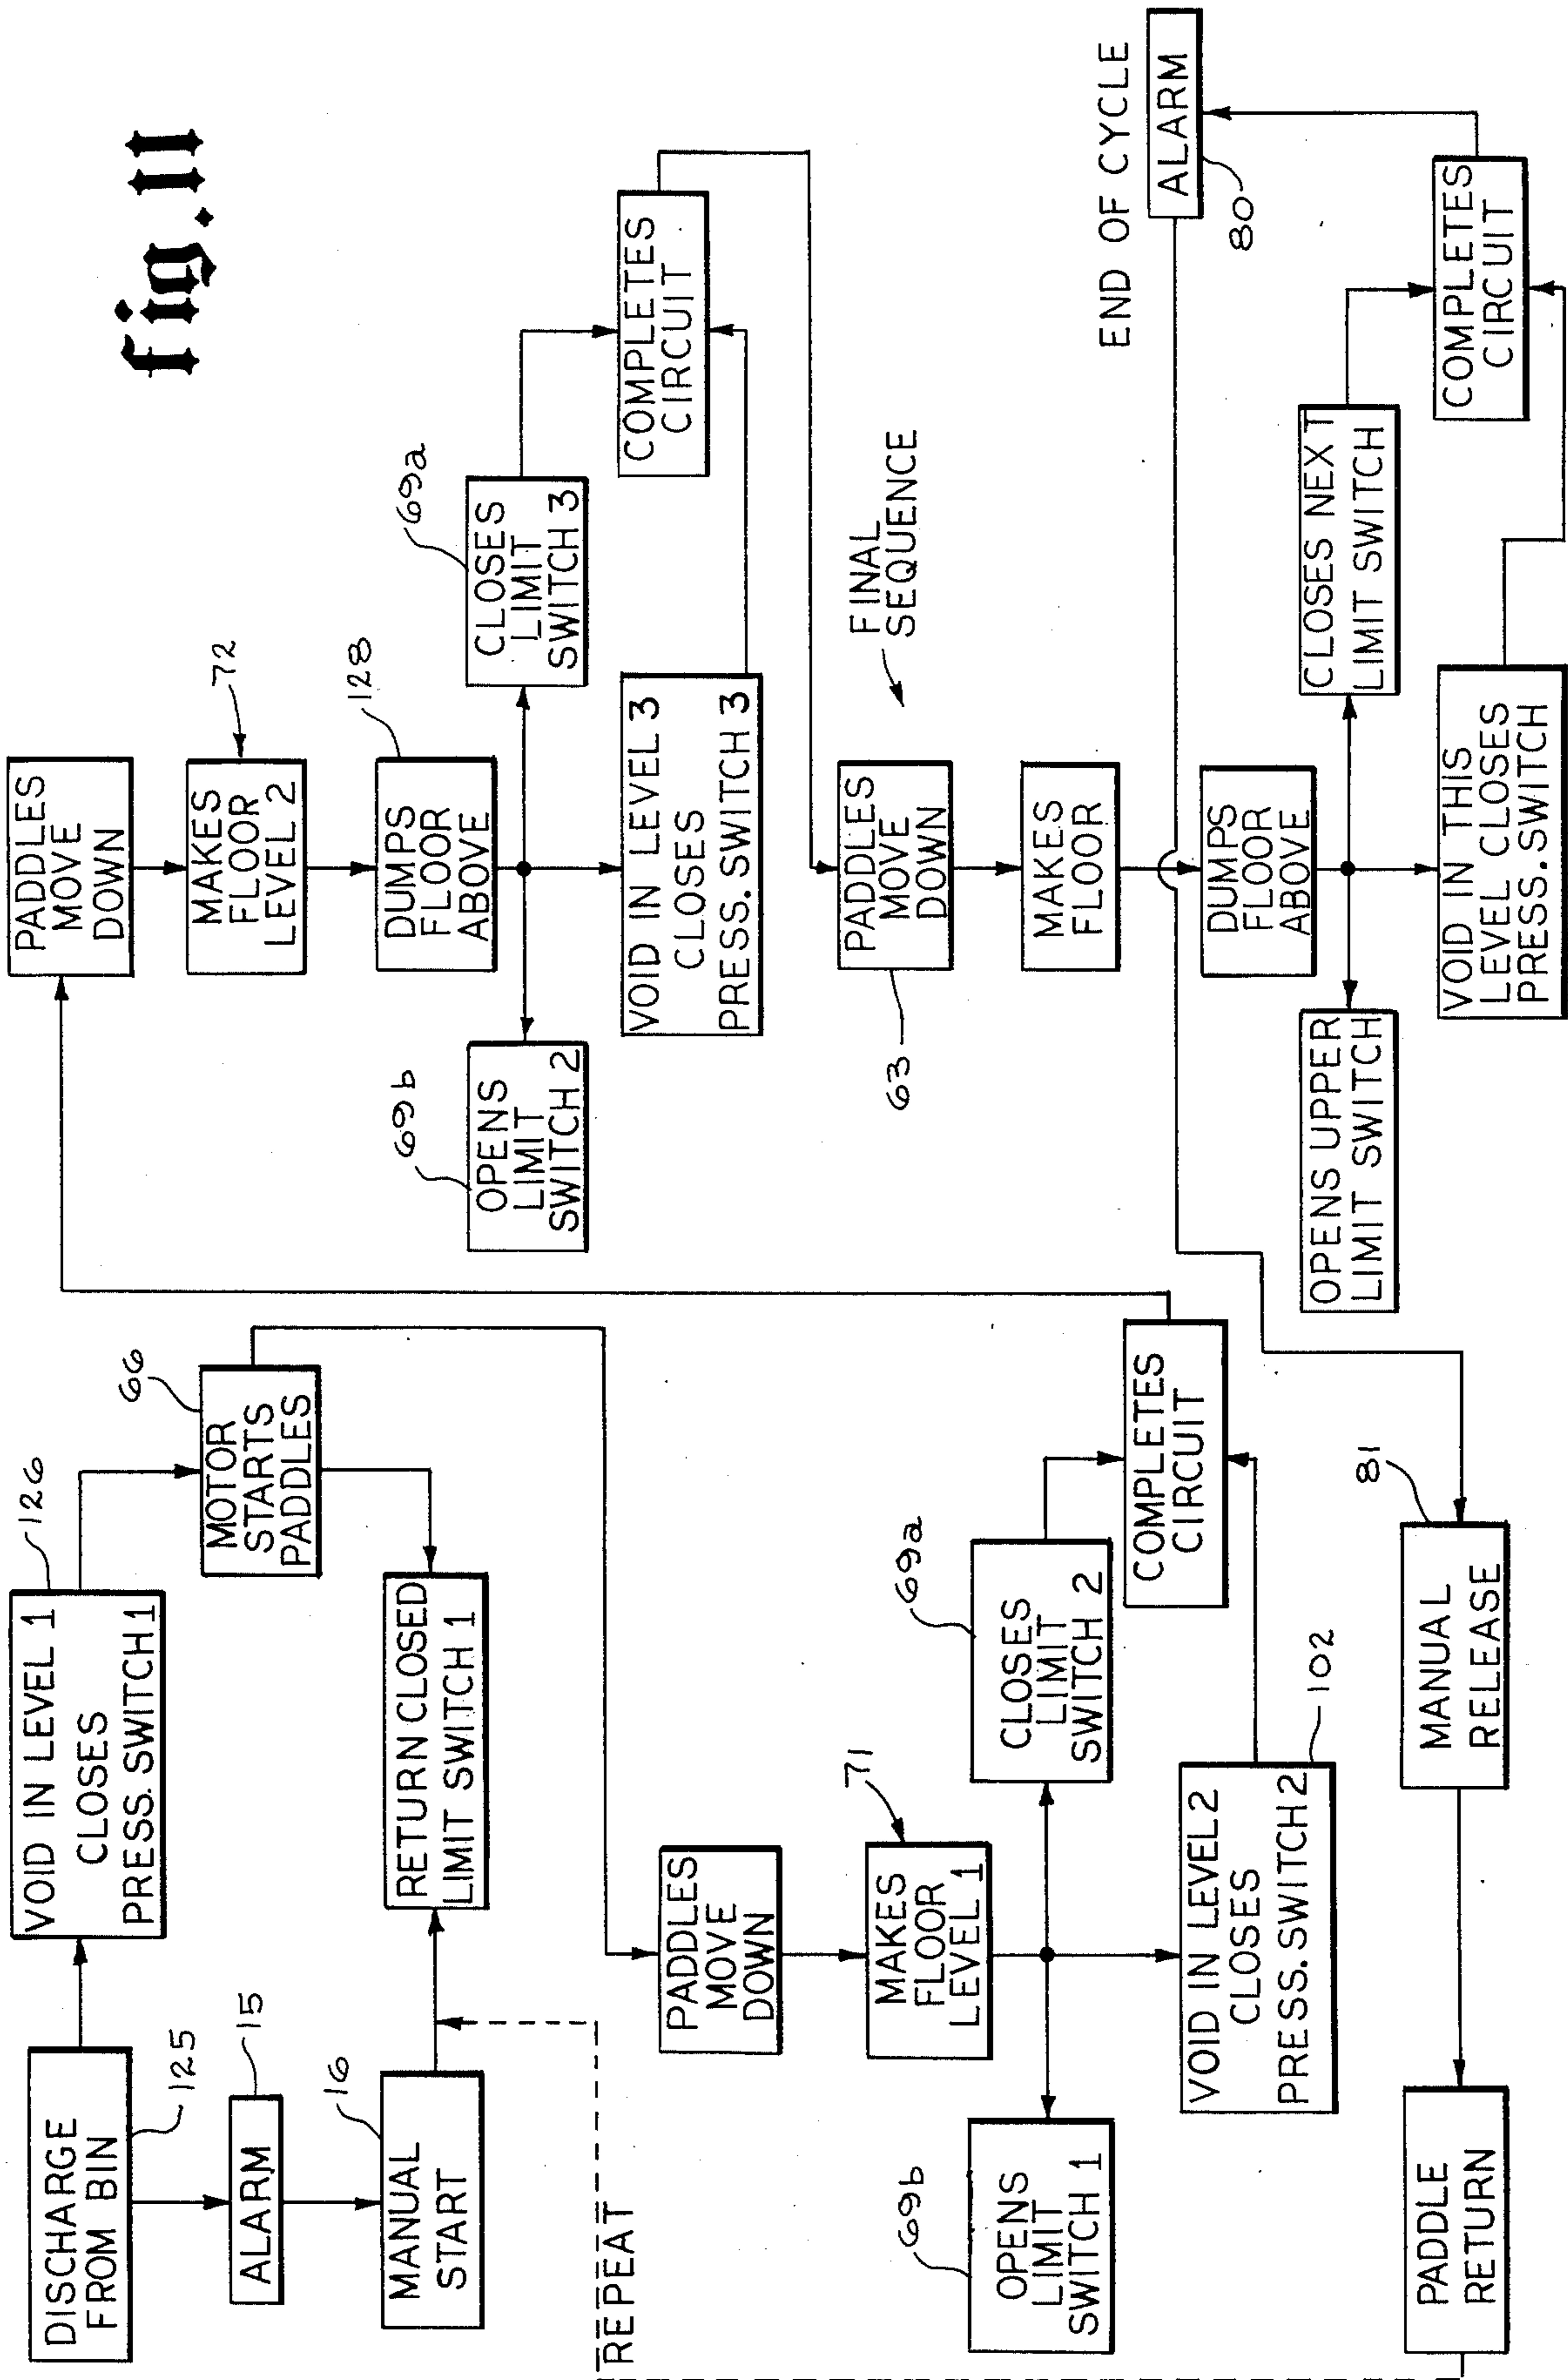 fig. 11
DISCHARGE
FROM BIN
125
ALARM
15
MANUAL
START
16
VOID IN LEVEL 1
CLOSES
PRESS. SWITCH 1
126
MOTOR
STARTS
PADDLES
66
RETURN CLOSED
LIMIT SWITCH 1
REPEAT
PADDLES
MOVE
DOWN
MAKES
FLOOR
LEVEL 1
71
OPENS
LIMIT
SWITCH 1
69b
CLOSES
LIMIT
SWITCH 2
69a
VOID IN LEVEL 2
CLOSES
PRESS. SWITCH 2
102
COMPLETES
CIRCUIT
PADDLES
MOVE
DOWN
MAKES
FLOOR
LEVEL 2
72
DUMPS
FLOOR
ABOVE
128
OPENS
LIMIT
SWITCH 2
69b
CLOSES
LIMIT
SWITCH 3
69a
VOID IN LEVEL 3
CLOSES
PRESS. SWITCH 3
COMPLETES
CIRCUIT
FINAL
SEQUENCE
PADDLES
MOVE
DOWN
63
MAKES
FLOOR
DUMPS
FLOOR
ABOVE
OPENS UPPER
LIMIT SWITCH
CLOSES NEXT
LIMIT SWITCH
VOID IN THIS
LEVEL CLOSES
PRESS. SWITCH
COMPLETES
CIRCUIT
END OF CYCLE
ALARM
80
MANUAL
RELEASE
81
PADDLE
RETURN